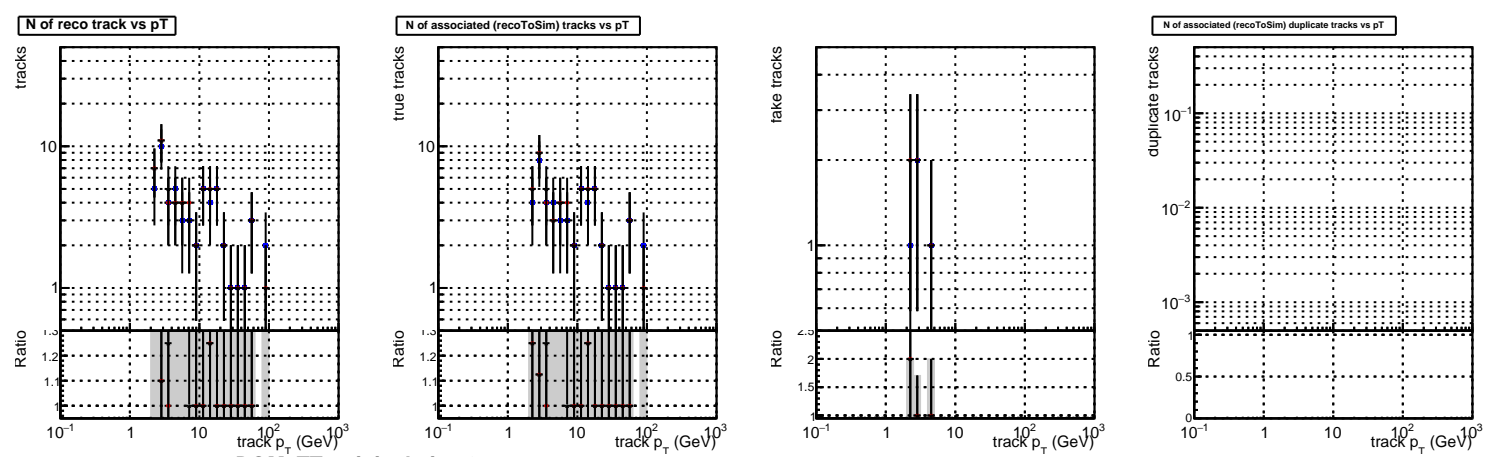 N of reco track vs pT
tracks
10
1
Ratio
1.3
1.2
1.1
1
10⁻¹ 1 10 10² 10³
track p_T (GeV)
N of associated (recoToSim) tracks vs pT
true tracks
10
1
Ratio
1.3
1.2
1.1
1
10⁻¹ 1 10 10² 10³
track p_T (GeV)
fake tracks
1
Ratio
2.5
2
1.5
1
10⁻¹ 1 10 10² 10³
track p_T (GeV)
N of associated (recoToSim) duplicate tracks vs pT
duplicate tracks
10⁻¹
10⁻²
10⁻³
Ratio
1
0.5
0
10⁻¹ 1 10 10² 10³
track p_T (GeV)